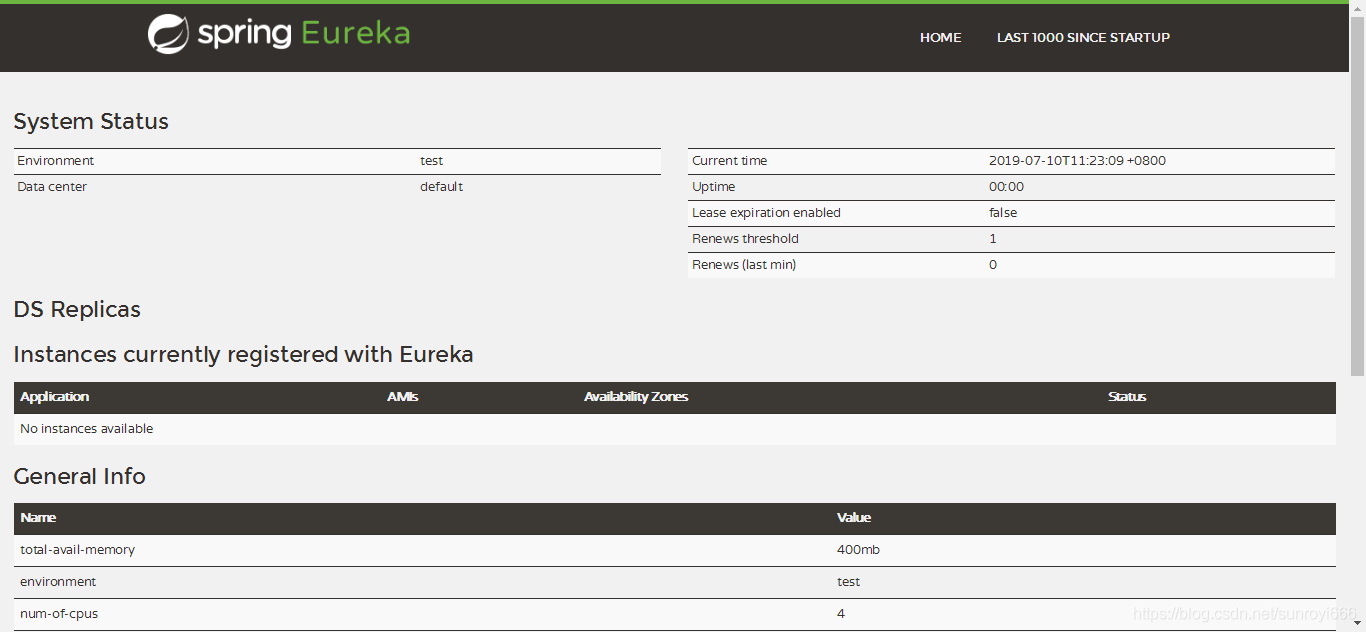 spring Eureka
HOME LAST 1000 SINCE STARTUP
System Status
Environment test
Data center default
Current time 2019-07-10T11:23:09 +0800
Uptime 00:00
Lease expiration enabled false
Renews threshold 1
Renews (last min) 0
DS Replicas
Instances currently registered with Eureka
Application AMIs Availability Zones Status
No instances available
General Info
Name Value
total-avail-memory 400mb
environment test
num-of-cpus 4
https://blog.csdn.net/sunroyi666